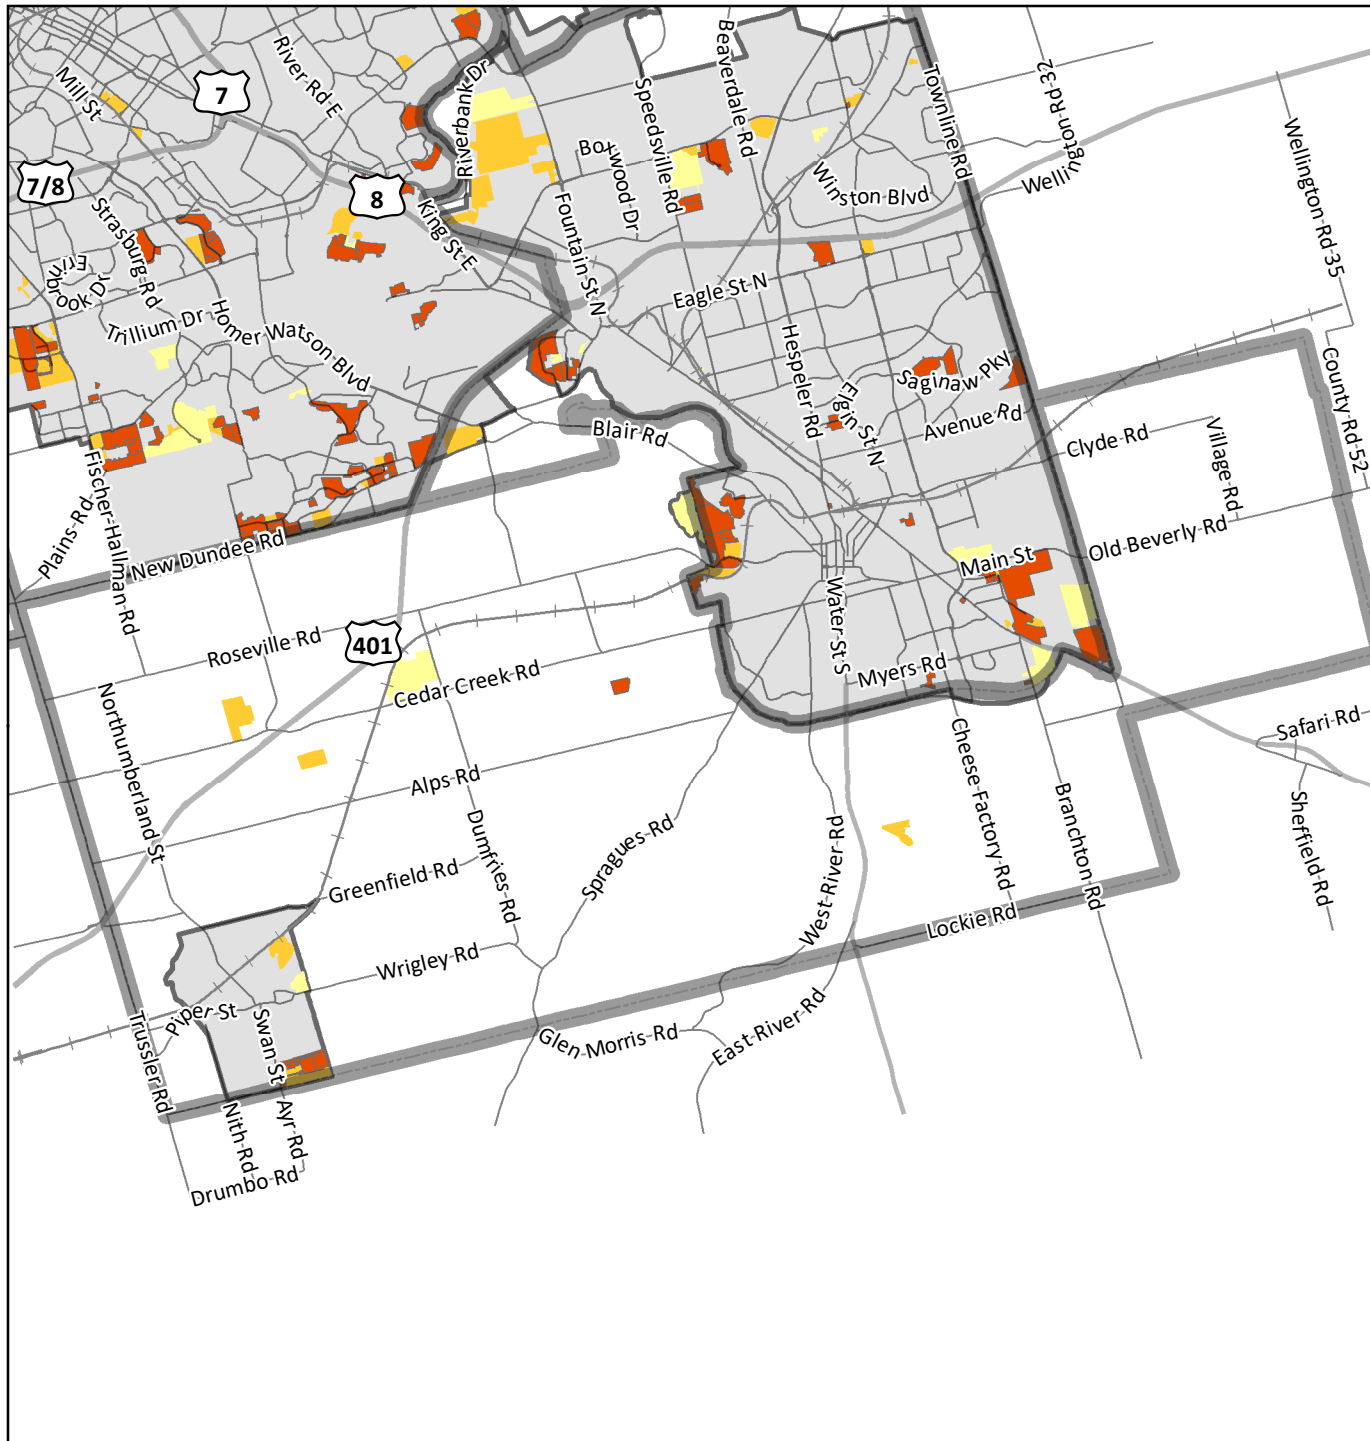 Mill St
7
River Rd E
Riverbank Dr
Speedsville Rd
Beaverdale Rd
Townline Rd
Wellington Rd 32
Wellington Rd 35
7/8
8
Botwood Dr
Winston Blvd
Strasburg Rd
King St E
Fountain St N
Erinbrook Dr
Trillium Dr
Homer Watson Blvd
Eagle St N
Hespeler Rd
Elgin St N
Saginaw Pky
Avenue Rd
Clyde Rd
Village Rd
County Rd 52
Blair Rd
Plains Rd
Fischer-Hallman Rd
New Dundee Rd
Main St
Old Beverly Rd
Roseville Rd
401
Water St S
Myers Rd
Cedar Creek Rd
Northumberland St
Cheese Factory Rd
Branchton Rd
Safari Rd
Sheffield Rd
Alps Rd
Dumfries Rd
Spragues Rd
West River Rd
Greenfield Rd
Lockie Rd
Wrigley Rd
Piper St
Swan St
Trussler Rd
Glen Morris Rd
East River Rd
Nith Rd
Ayr Rd
Drumbo Rd